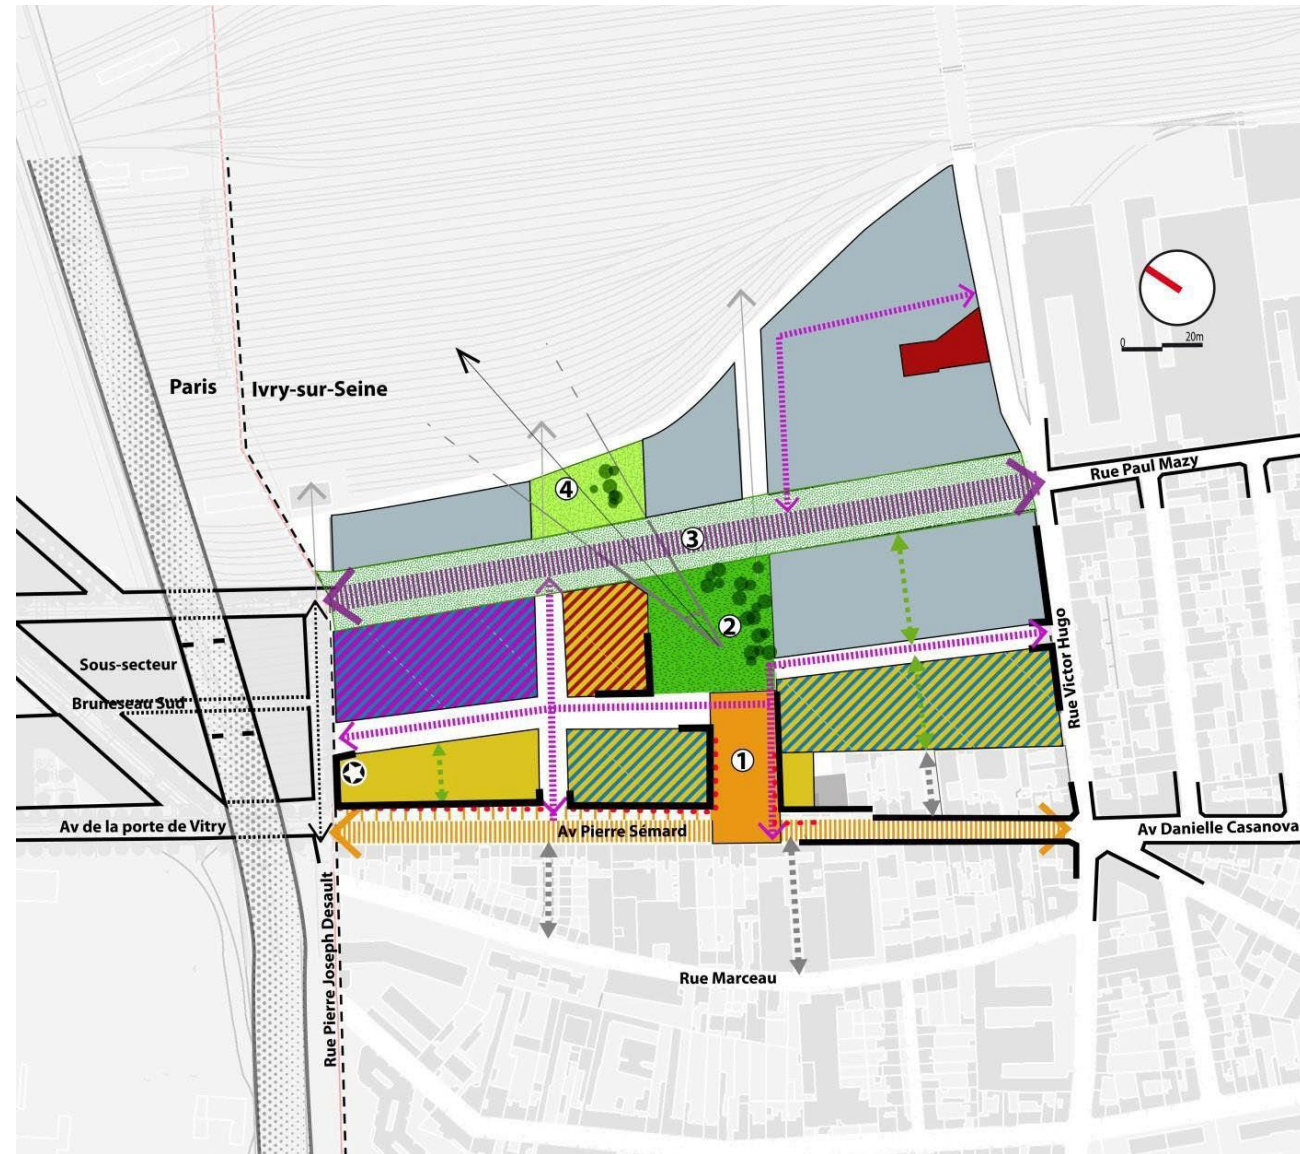 0 20m
Paris Ivry-sur-Seine
Rue Paul Mazy
4
3
2
Rue Victor Hugo
Sous-secteur
Bruneseau Sud
1
Av de la porte de Vitry
Av Pierre Sémard
Av Danielle Casanova
Rue Pierre Joseph Desault
Rue Marceau